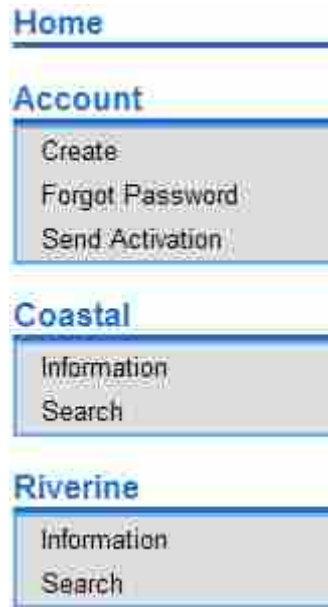 Home
Account
Create
Forgot Password
Send Activation
Coastal
Information
Search
Riverine
Information
Search